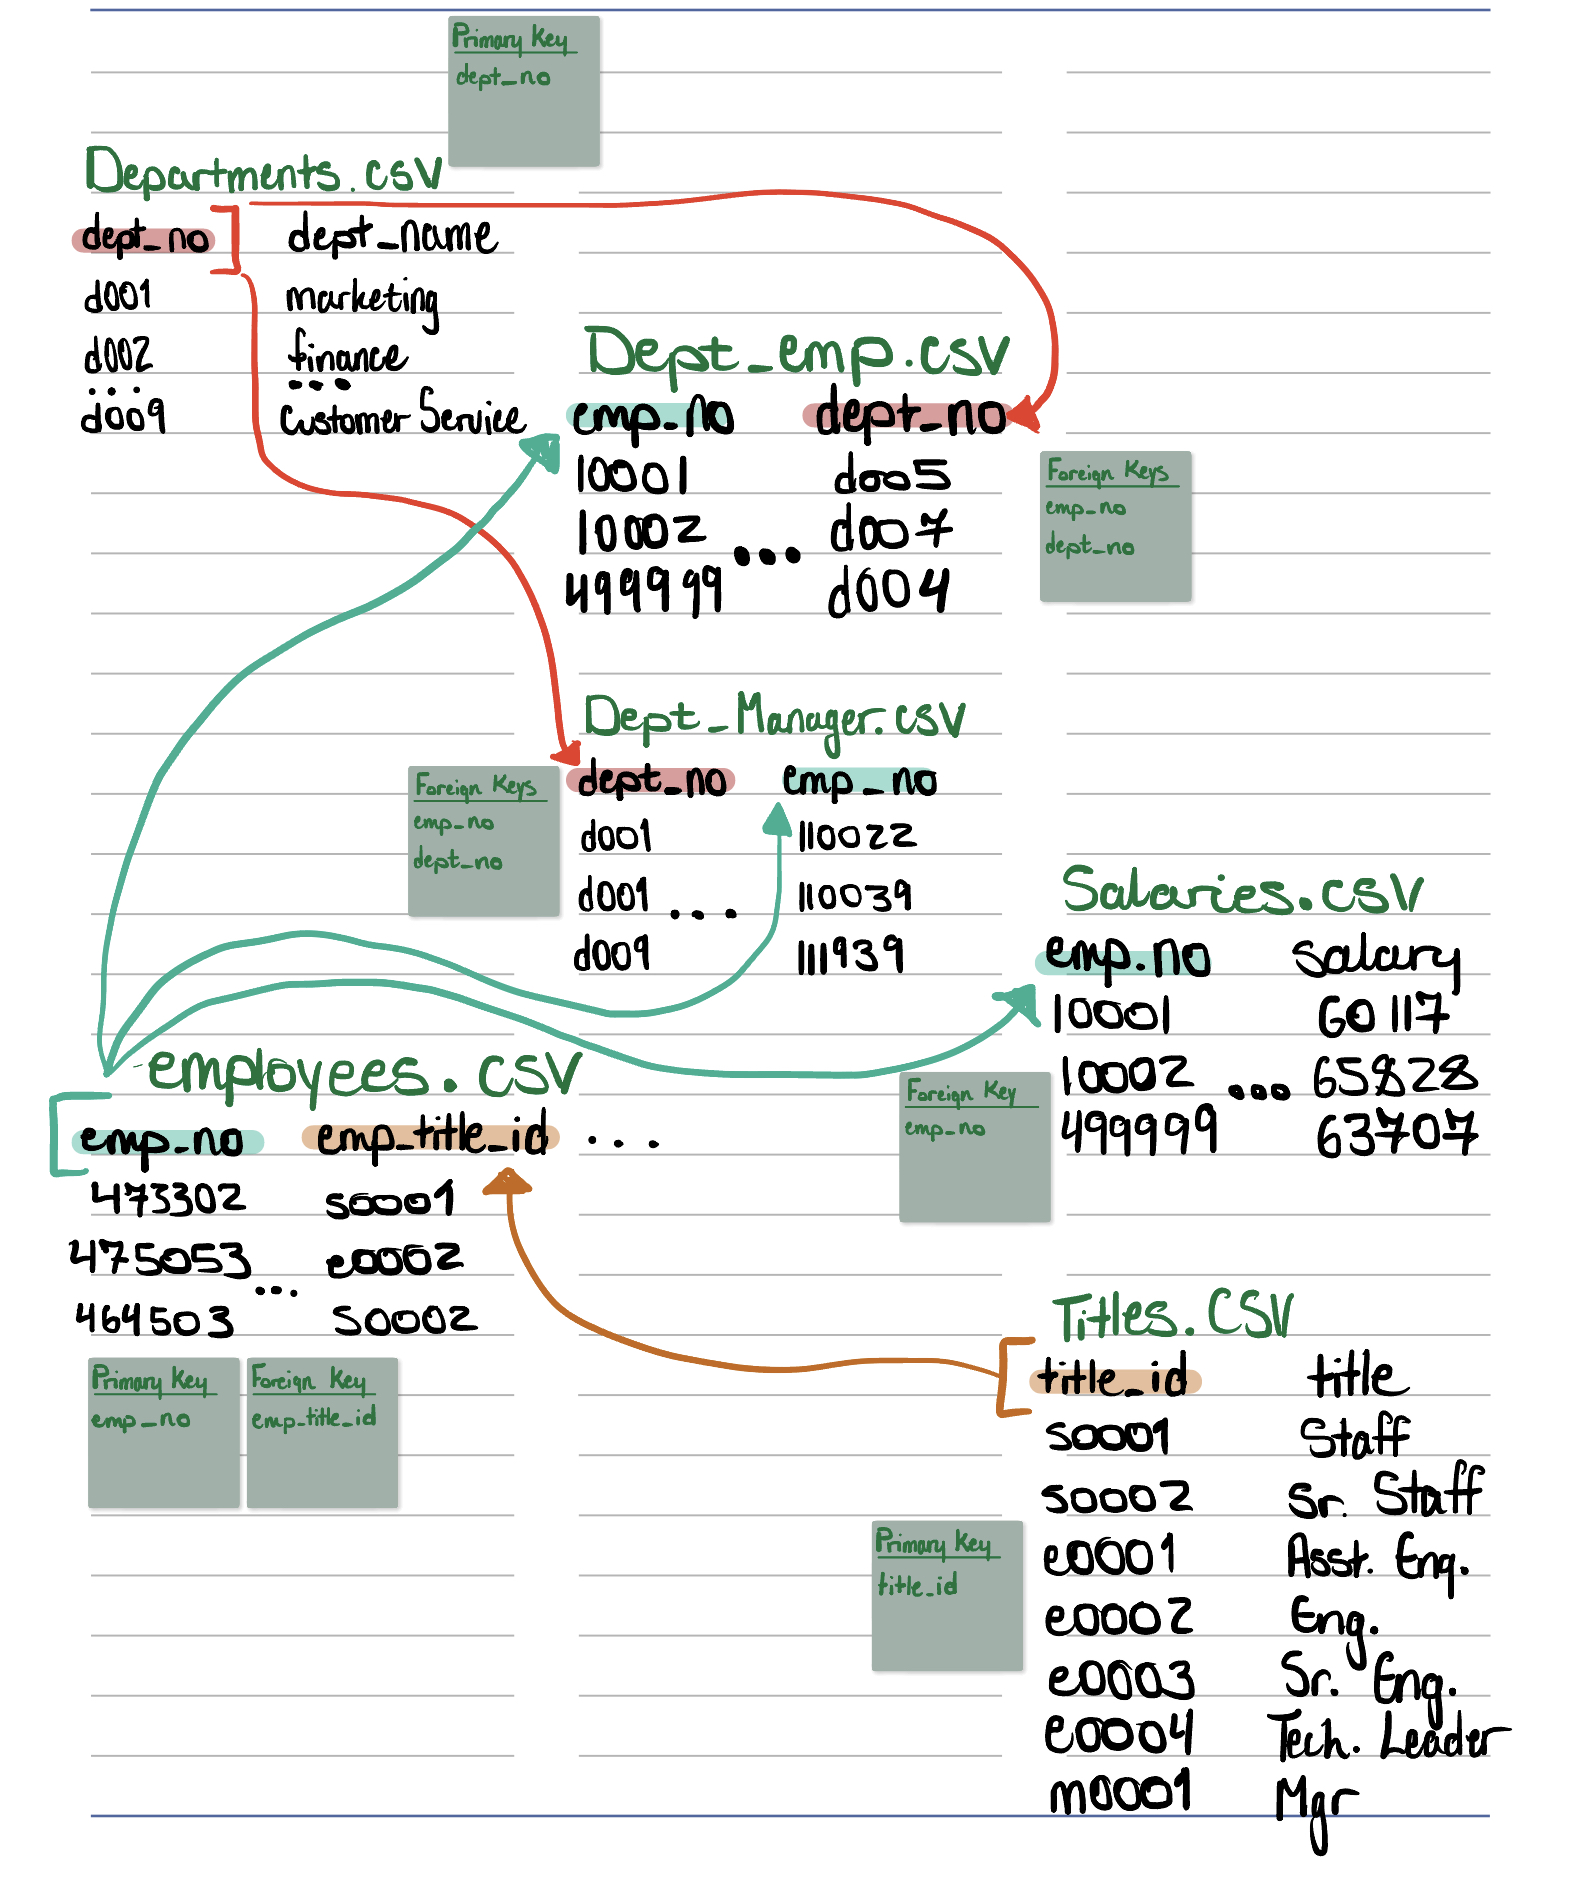 Primary Key
dept_no
Departments.csv
dept_no dept_name
d001 marketing
d002 finance
... ...
d009 Customer Service
Dept_emp.csv
emp_no dept_no
10001 d005
10002 ... d007
499999 d004
Foreign Keys
emp_no
dept_no
Dept_Manager.csv
dept_no emp_no
d001 110022
d001 ... 110039
d009 111939
Foreign Keys
emp_no
dept_no
Salaries.csv
emp.no salary
10001 60117
10002 ... 65828
499999 63707
Foreign Key
emp_no
employees.csv
emp_no emp_title_id ...
473302 s0001
475053 ... e0002
464503 s0002
Primary Key
emp_no
Foreign Key
emp_title_id
Titles.CSV
title_id title
s0001 Staff
s0002 Sr. Staff
e0001 Asst. Eng.
e0002 Eng.
e0003 Sr. Eng.
e0004 Tech. Leader
m0001 Mgr
Primary Key
title_id